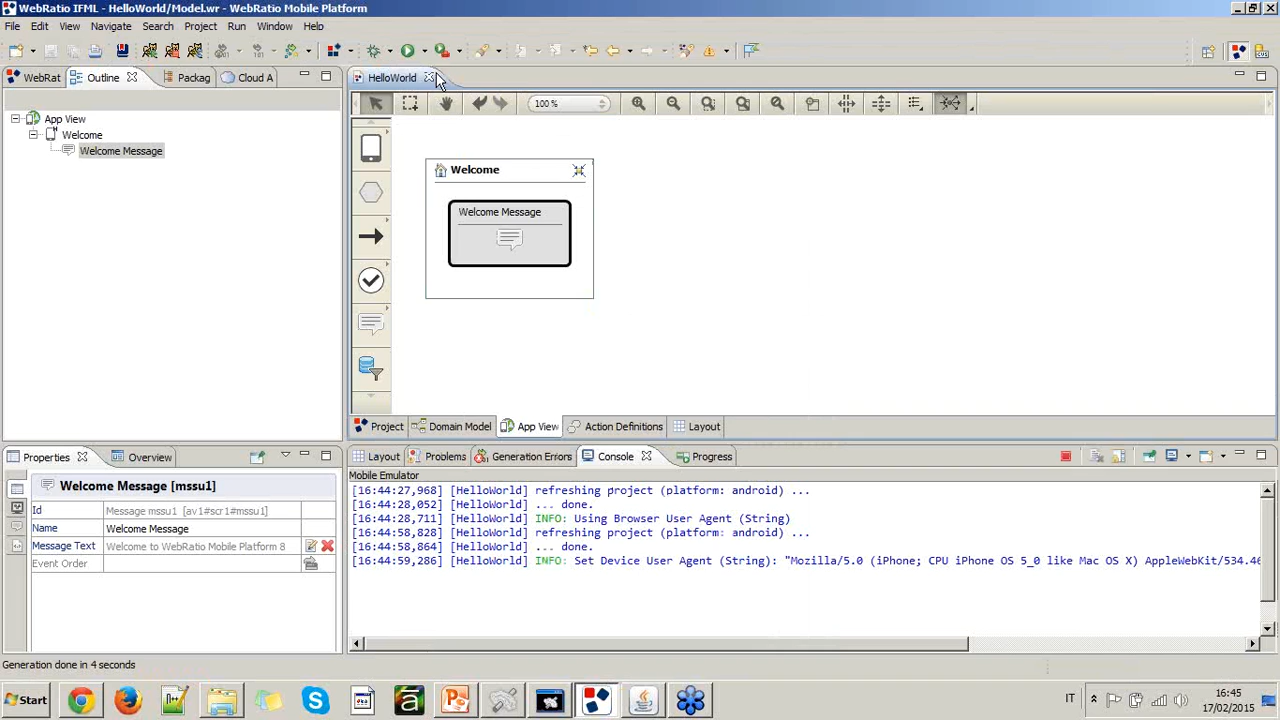 WebRatio IFML - HelloWorld/Model.wr - WebRatio Mobile Platform
File Edit View Navigate Search Project Run Window Help
WebRat Outline Packag Cloud A
HelloWorld
100 %
App View
Welcome
Welcome Message
Welcome
Welcome Message
Project Domain Model App View Action Definitions Layout
Properties Overview
Welcome Message [mssu1]
Id Message mssu1 [av1#scr1#mssu1]
Name Welcome Message
Message Text Welcome to WebRatio Mobile Platform 8
Event Order
Layout Problems Generation Errors Console Progress
Mobile Emulator
[16:44:27,968] [HelloWorld] refreshing project (platform: android) ...
[16:44:28,052] [HelloWorld] ... done.
[16:44:28,711] [HelloWorld] INFO: Using Browser User Agent (String)
[16:44:58,828] [HelloWorld] refreshing project (platform: android) ...
[16:44:58,864] [HelloWorld] ... done.
[16:44:59,286] [HelloWorld] INFO: Set Device User Agent (String): "Mozilla/5.0 (iPhone; CPU iPhone OS 5_0 like Mac OS X) AppleWebKit/534.46
Generation done in 4 seconds
Start
IT
16:45
17/02/2015